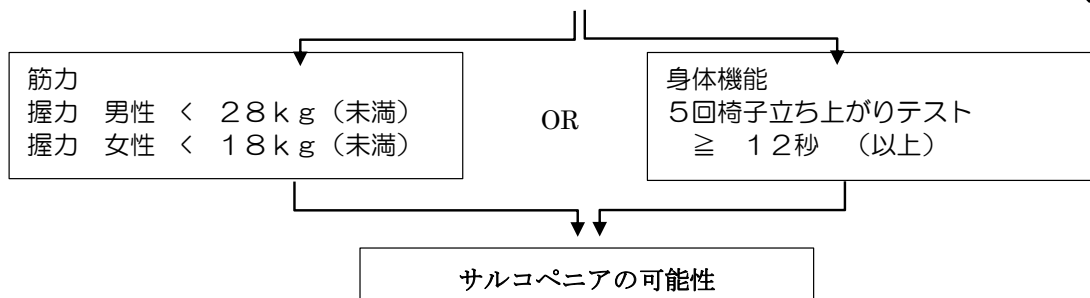 筋力
握力　男性　＜　２８ｋｇ（未満）
握力　女性　＜　１８ｋｇ（未満）
OR
身体機能
５回椅子立ち上がりテスト
≧　１２秒　（以上）
サルコペニアの可能性